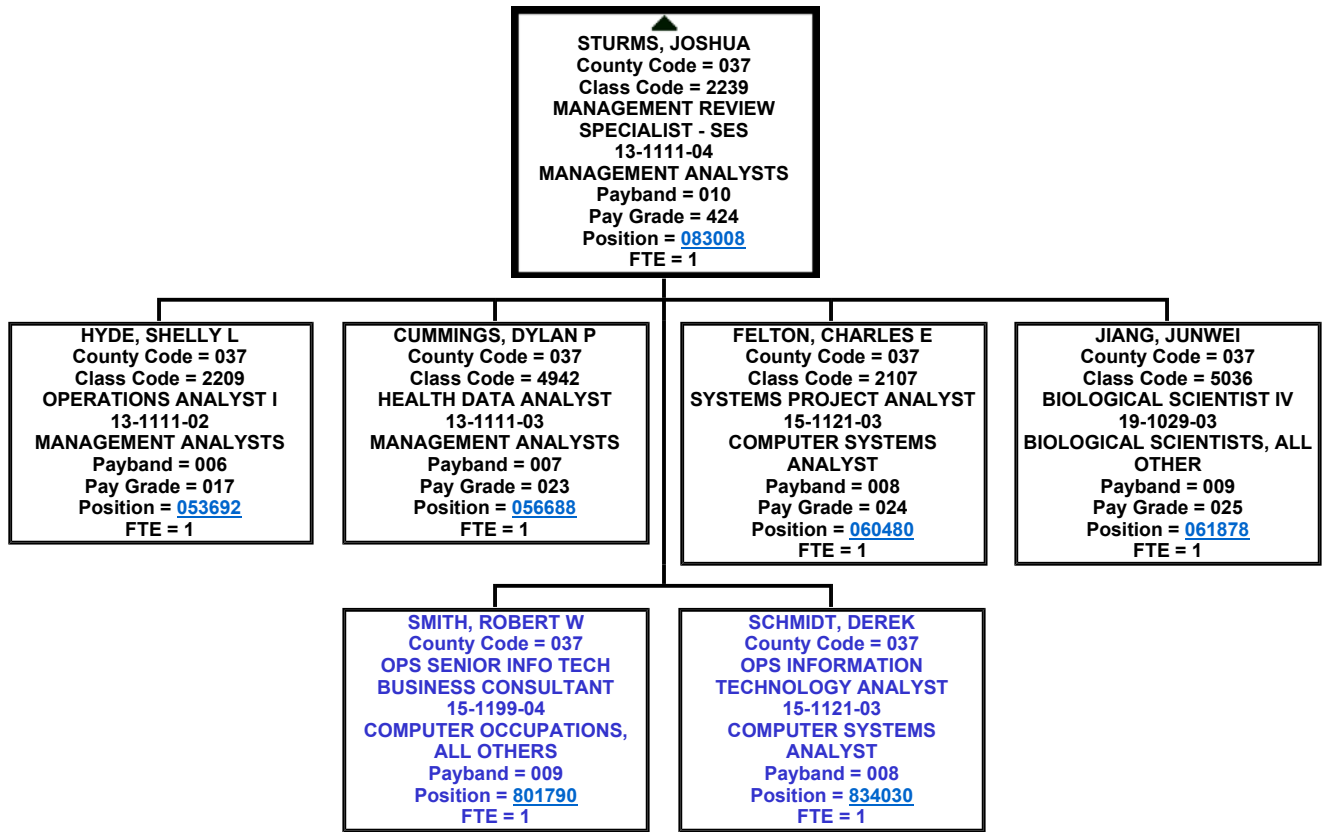 STURMS, JOSHUA
County Code = 037
Class Code = 2239
MANAGEMENT REVIEW
SPECIALIST - SES
13-1111-04
MANAGEMENT ANALYSTS
Payband = 010
Pay Grade = 424
Position = 083008
FTE = 1
HYDE, SHELLY L
County Code = 037
Class Code = 2209
OPERATIONS ANALYST I
13-1111-02
MANAGEMENT ANALYSTS
Payband = 006
Pay Grade = 017
Position = 053692
FTE = 1
CUMMINGS, DYLAN P
County Code = 037
Class Code = 4942
HEALTH DATA ANALYST
13-1111-03
MANAGEMENT ANALYSTS
Payband = 007
Pay Grade = 023
Position = 056688
FTE = 1
FELTON, CHARLES E
County Code = 037
Class Code = 2107
SYSTEMS PROJECT ANALYST
15-1121-03
COMPUTER SYSTEMS
ANALYST
Payband = 008
Pay Grade = 024
Position = 060480
FTE = 1
JIANG, JUNWEI
County Code = 037
Class Code = 5036
BIOLOGICAL SCIENTIST IV
19-1029-03
BIOLOGICAL SCIENTISTS, ALL
OTHER
Payband = 009
Pay Grade = 025
Position = 061878
FTE = 1
SMITH, ROBERT W
County Code = 037
OPS SENIOR INFO TECH
BUSINESS CONSULTANT
15-1199-04
COMPUTER OCCUPATIONS,
ALL OTHERS
Payband = 009
Position = 801790
FTE = 1
SCHMIDT, DEREK
County Code = 037
OPS INFORMATION
TECHNOLOGY ANALYST
15-1121-03
COMPUTER SYSTEMS
ANALYST
Payband = 008
Position = 834030
FTE = 1